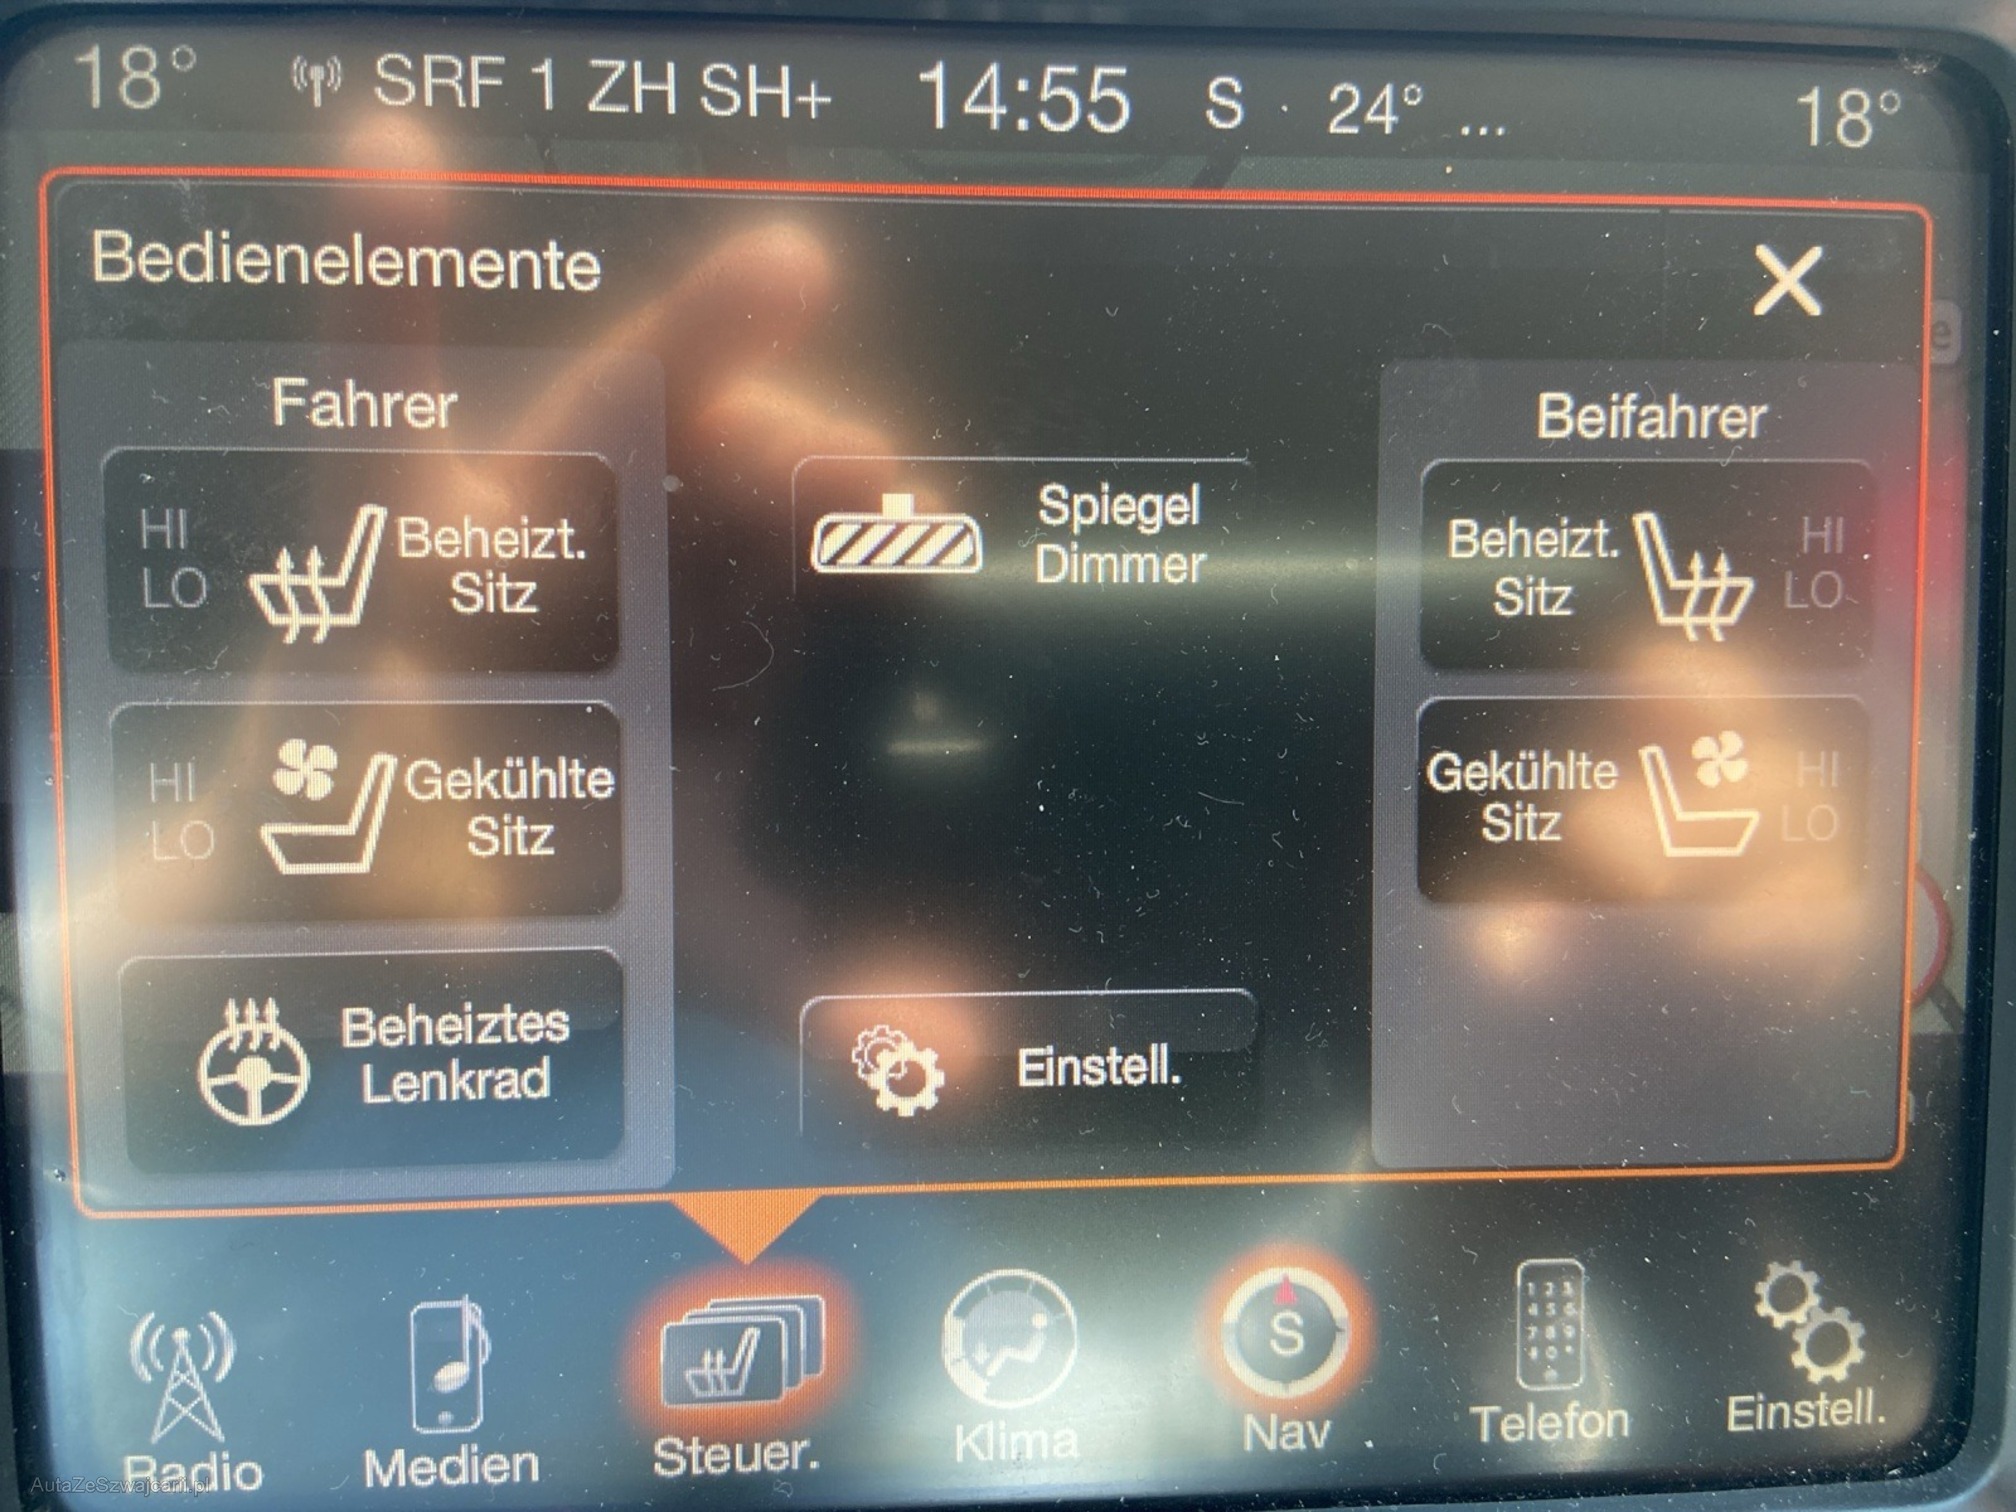 18° SRF 1 ZH SH+ 14:55 S · 24° ... 18°
Bedienelemente
Fahrer
HI
LO
Beheizt.
Sitz
HI
LO
Gekühlte
Sitz
Beheiztes
Lenkrad
Spiegel
Dimmer
Einstell.
Beifahrer
Beheizt.
Sitz
HI
LO
Gekühlte
Sitz
HI
LO
S
Radio
Medien
Steuer.
Klima
Nav
Telefon
Einstell.
AutaZeSzwajcarii.pl